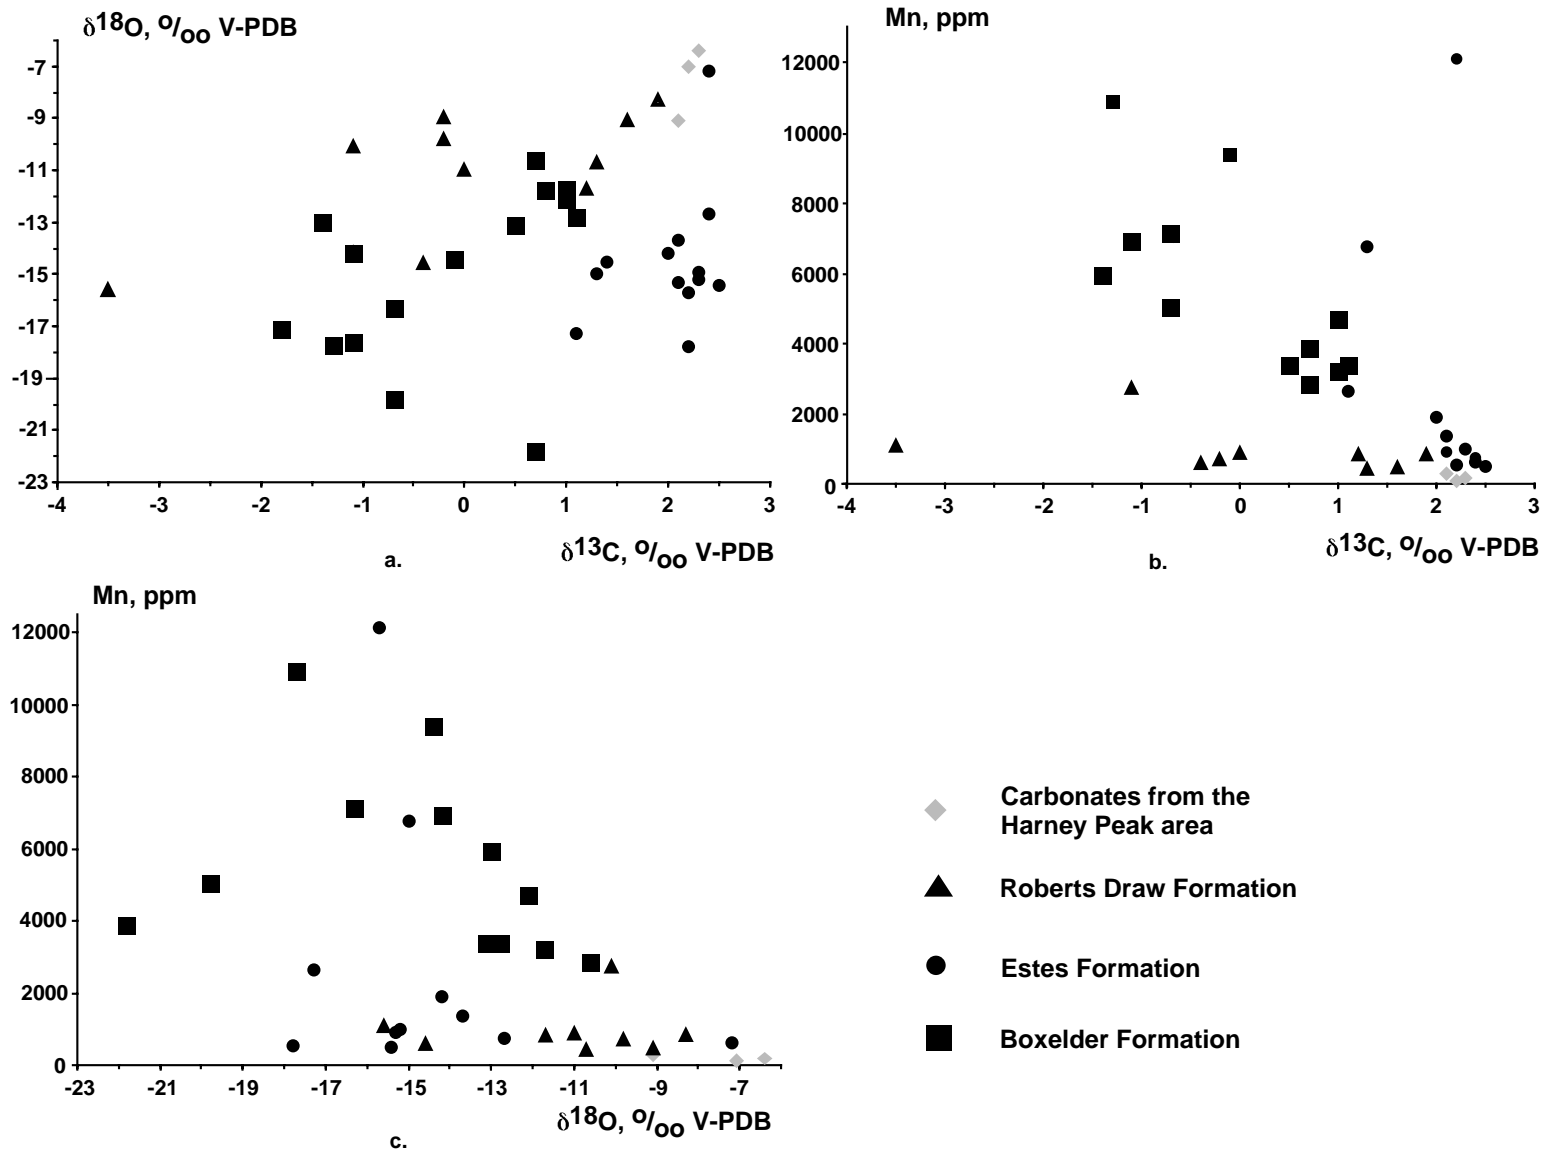 δ18O, o/oo V-PDB
-7
-9
-11
-13
-15
-17
-19
-21
-23
-4 -3 -2 -1 0 1 2 3
δ13C, o/oo V-PDB
a.
Mn, ppm
12000
10000
8000
6000
4000
2000
0
-4 -3 -2 -1 0 1 2 3
δ13C, o/oo V-PDB
b.
Mn, ppm
12000
10000
8000
6000
4000
2000
0
-23 -21 -19 -17 -15 -13 -11 -9 -7
δ18O, o/oo V-PDB
c.
Carbonates from the
Harney Peak area
Roberts Draw Formation
Estes Formation
Boxelder Formation